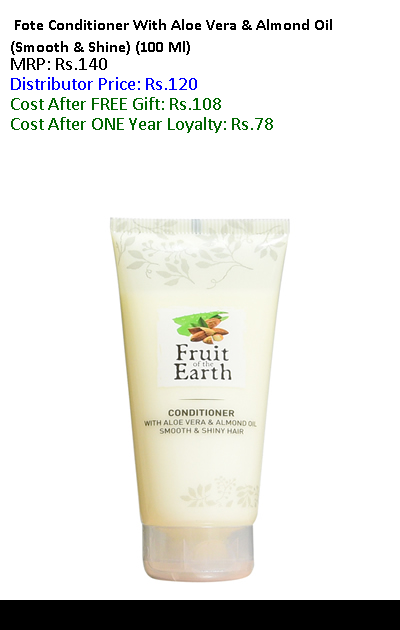 Fote Conditioner With Aloe Vera & Almond Oil
(Smooth & Shine) (100 Ml)
MRP: Rs.140
Distributor Price: Rs.120
Cost After FREE Gift: Rs.108
Cost After ONE Year Loyalty: Rs.78
Fruit
of the
Earth
CONDITIONER
WITH ALOE VERA & ALMOND OIL
SMOOTH & SHINY HAIR